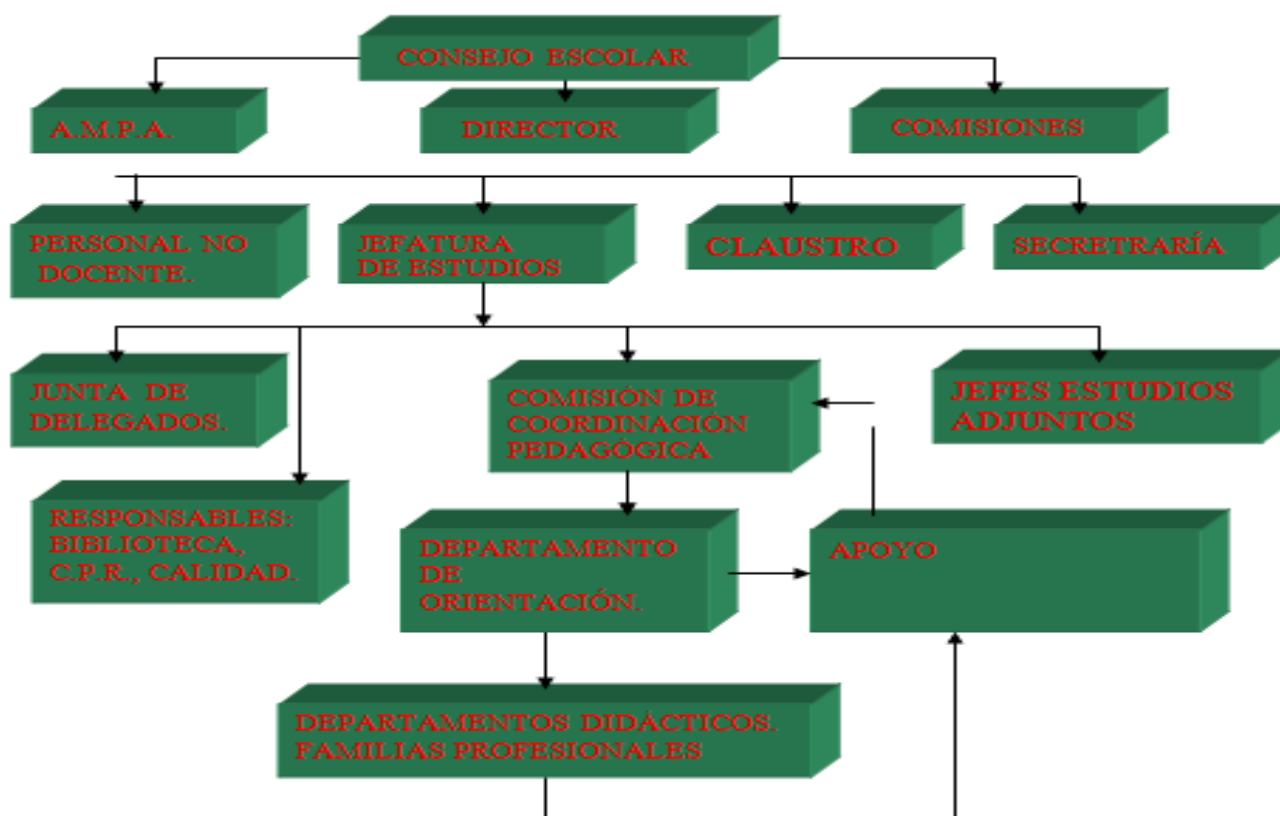 CONSEJO ESCOLAR
A.M.P.A.
DIRECTOR
COMISIONES
PERSONAL NO
DOCENTE.
JEFATURA
DE ESTUDIOS
CLAUSTRO
SECRETRARÍA
JUNTA DE
DELEGADOS.
COMISIÓN DE
COORDINACIÓN
PEDAGÓGICA
JEFES ESTUDIOS
ADJUNTOS
RESPONSABLES:
BIBLIOTECA,
C.P.R., CALIDAD.
DEPARTAMENTO
DE
ORIENTACIÓN.
APOYO
DEPARTAMENTOS DIDÁCTICOS.
FAMILIAS PROFESIONALES